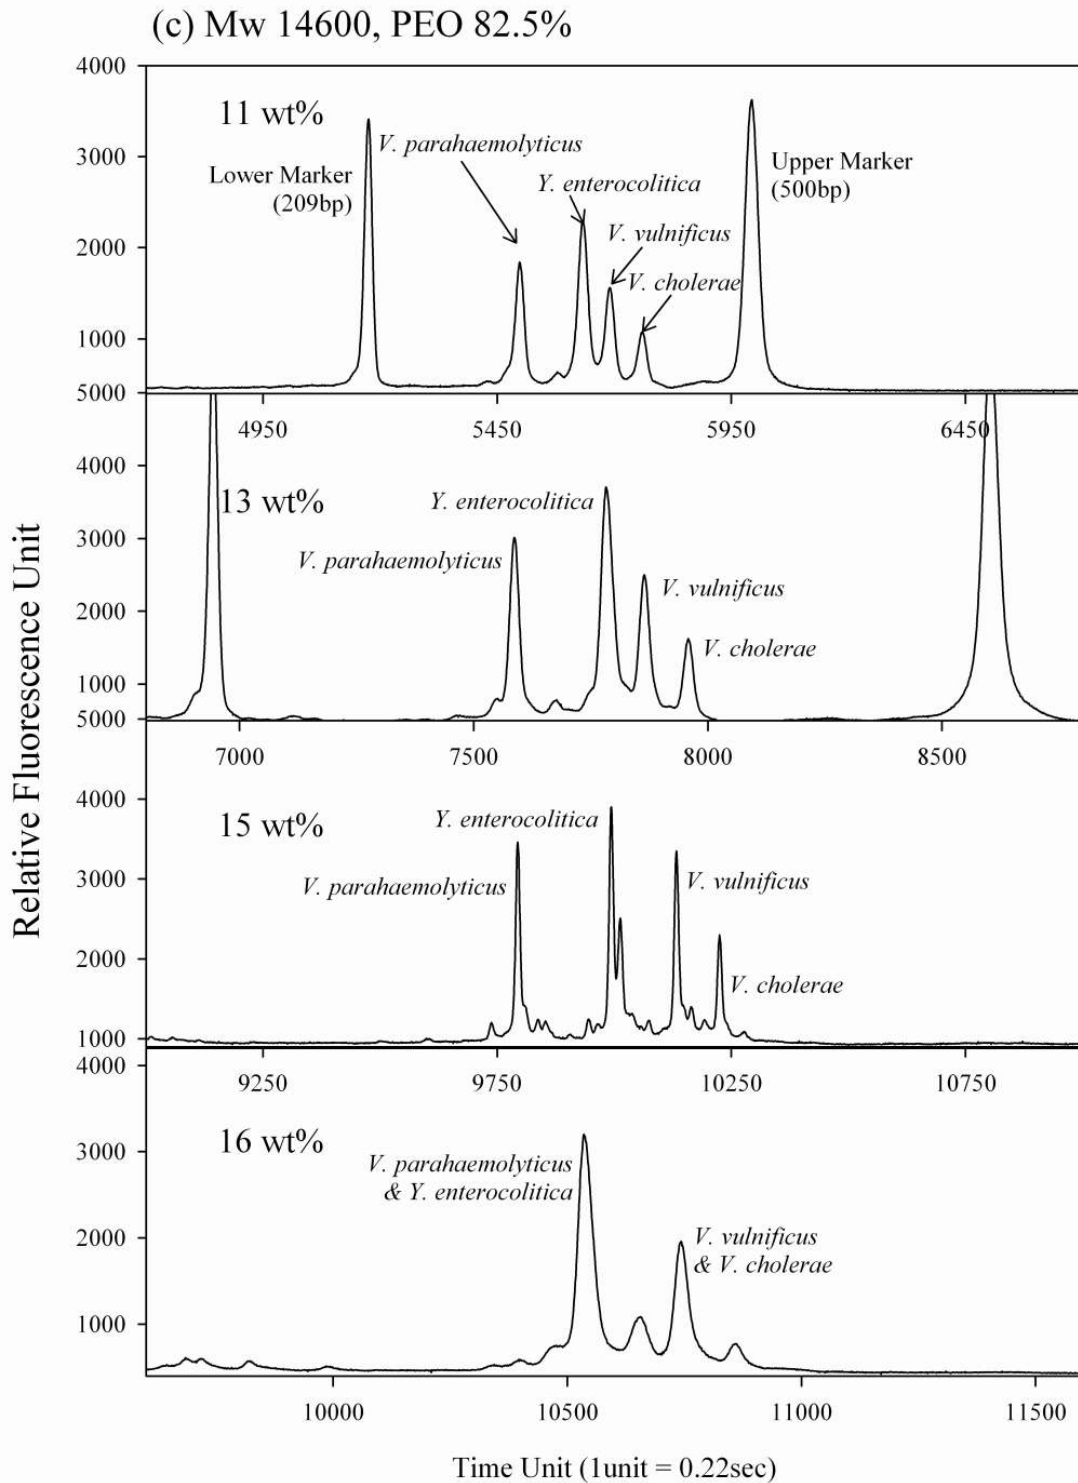 (c) Mw 14600, PEO 82.5%
4000
11 wt%
V. parahaemolyticus
3000
Lower Marker
(209bp)
Y. enterocolitica
Upper Marker
(500bp)
2000
V. vulnificus
V. cholerae
1000
5000
4950 5450 5950 6450
4000
13 wt%
Y. enterocolitica
3000
V. parahaemolyticus
V. vulnificus
2000
V. cholerae
1000
5000
7000 7500 8000 8500
4000
15 wt%
Y. enterocolitica
3000
V. parahaemolyticus
V. vulnificus
2000
V. cholerae
1000
9250 9750 10250 10750
4000
16 wt%
3000
V. parahaemolyticus
& Y. enterocolitica
2000
V. vulnificus
& V. cholerae
1000
10000 10500 11000 11500
Relative Fluorescence Unit
Time Unit (1unit = 0.22sec)